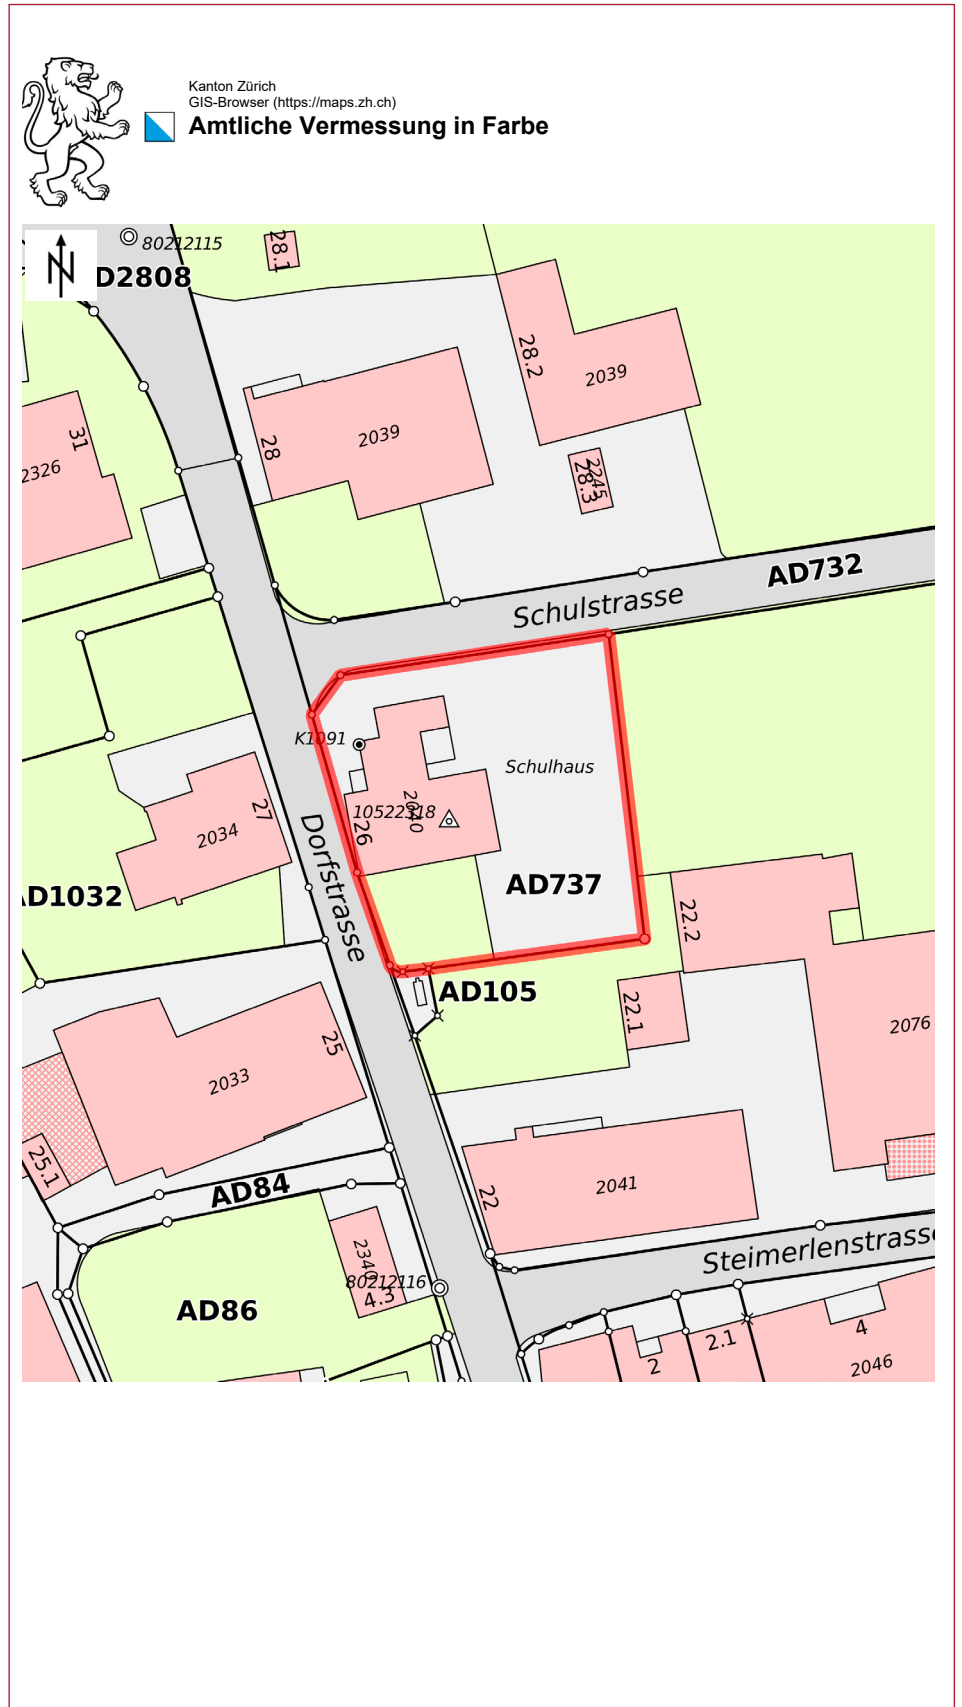 Kanton Zürich
GIS-Browser (https://maps.zh.ch)
Amtliche Vermessung in Farbe
N
80212115
28.1
D2808
28.2
2039
31
2326
28
2039
2245
28.3
AD732
Schulstrasse
K1091
Schulhaus
27
2034
10522318
2040
26
Dorfstrasse
AD737
AD1032
22.2
AD105
22.1
2076
25
2033
25.1
AD84
22
2041
Steimerlenstrasse
2340
80212116
4.3
AD86
2
2.1
4
2046